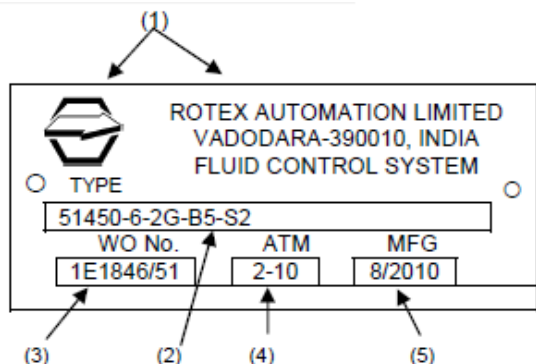 (1)
ROTEX AUTOMATION LIMITED
VADODARA-390010, INDIA
FLUID CONTROL SYSTEM
TYPE
51450-6-2G-B5-S2
WO No. ATM MFG
1E1846/51 2-10 8/2010
(3) (2) (4) (5)